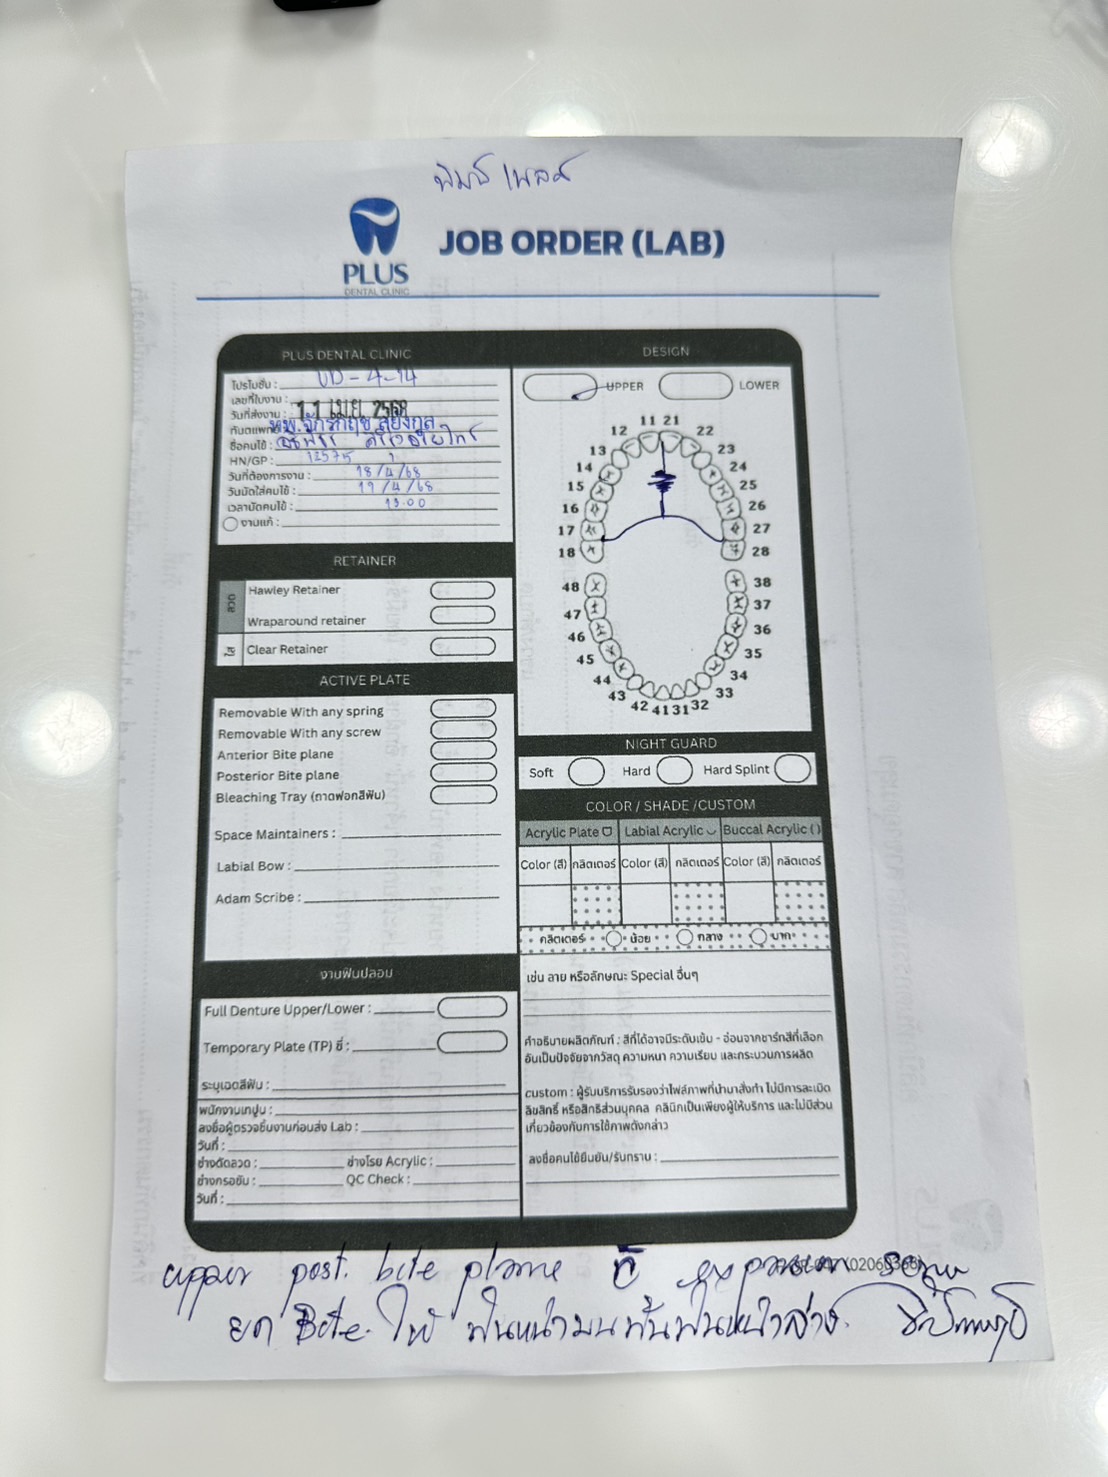 พิมพ์ เพลส
PLUS
DENTAL CLINIC
JOB ORDER (LAB)
PLUS DENTAL CLINIC
โปรโมชั่น : UD-4-14
เลขที่ใบงาน :
วันที่ส่งงาน : 11 เม.ย. 2568
ทันตแพทย์ ทพ.จักรกฤช
ชื่อคนไข้ :
HN/GP : 12575
วันที่ต้องการงาน : 18/4/68
วันนัดใส่คนไข้ : 19/4/68
เวลานัดคนไข้ : 13.00
งานแก้ :
RETAINER
ลวด
Hawley Retainer
Wraparound retainer
ใส
Clear Retainer
ACTIVE PLATE
Removable With any spring
Removable With any screw
Anterior Bite plane
Posterior Bite plane
Bleaching Tray (ถาดฟอกสีฟัน)
Space Maintainers :
Labial Bow :
Adam Scribe :
งานฟันปลอม
Full Denture Upper/Lower :
Temporary Plate (TP) ซี่ :
ระบุเฉดสีฟัน :
พนักงานเทปูน :
ลงชื่อผู้ตรวจชิ้นงานก่อนส่ง Lab :
วันที่ :
ช่างดัดลวด : ช่างโรย Acrylic :
ช่างกรอขัด : QC Check :
วันที่ :
DESIGN
UPPER LOWER
11 21
12 22
13 23
14 24
15 25
16 26
17 27
18 28
48 38
47 37
46 36
45 35
44 34
43 33
42 41 31 32
NIGHT GUARD
Soft Hard Hard Splint
COLOR / SHADE /CUSTOM
Acrylic Plate Labial Acrylic Buccal Acrylic ( )
Color (สี) กลิตเตอร์ Color (สี) กลิตเตอร์ Color (สี) กลิตเตอร์
กลิตเตอร์ น้อย กลาง มาก
เช่น ลาย หรือลักษณะ Special อื่นๆ
คำอธิบายผลิตภัณฑ์ : สีที่ได้อาจมีระดับเข้ม - อ่อนจากชาร์ทสีที่เลือก
อันเป็นปัจจัยจากวัสดุ ความหนา ความเรียบ และกระบวนการผลิต
custom : ผู้รับบริการรับรองว่าไฟล์ภาพที่นำมาสั่งทำ ไม่มีการละเมิด
ลิขสิทธิ์ หรือสิทธิส่วนบุคคล คลินิกเป็นเพียงผู้ให้บริการ และไม่มีส่วน
เกี่ยวข้องกับการใช้ภาพดังกล่าว
ลงชื่อคนไข้ยืนยัน/รับทราบ :
upper post. bite plane มี expansion screw
ยก Bite ให้ ฟันหน้าบนพ้นฟันหน้าล่าง